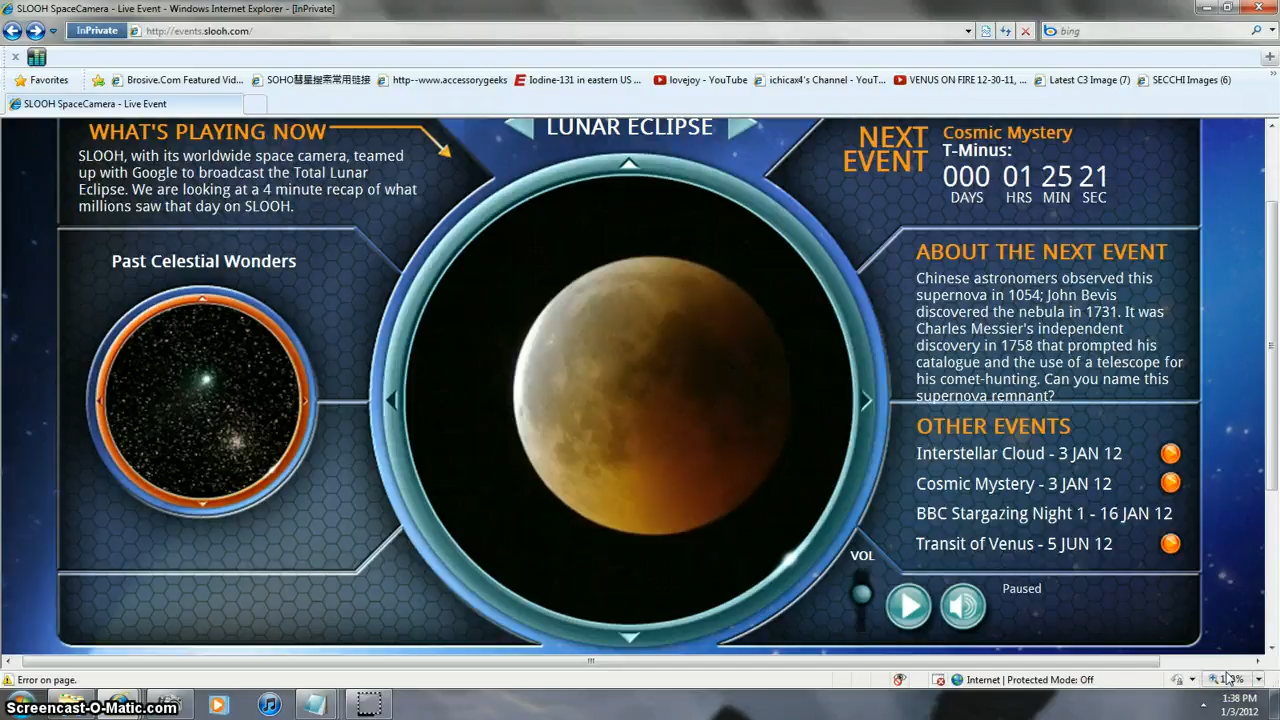 SLOOH SpaceCamera - Live Event - Windows Internet Explorer - [InPrivate]
InPrivate http://events.slooh.com/ bing
Favorites Brosive.Com Featured Vid... SOHO彗星搜索常用链接 http--www.accessorygeeks Iodine-131 in eastern US ... lovejoy - YouTube ichicax4's Channel - YouT... VENUS ON FIRE 12-30-11, ... Latest C3 Image (7) SECCHI Images (6)
SLOOH SpaceCamera - Live Event
WHAT'S PLAYING NOW
SLOOH, with its worldwide space camera, teamed
up with Google to broadcast the Total Lunar
Eclipse. We are looking at a 4 minute recap of what
millions saw that day on SLOOH.
Past Celestial Wonders
LUNAR ECLIPSE
NEXT
EVENT
Cosmic Mystery
T-Minus:
000 01 25 21
DAYS HRS MIN SEC
ABOUT THE NEXT EVENT
Chinese astronomers observed this
supernova in 1054; John Bevis
discovered the nebula in 1731. It was
Charles Messier's independent
discovery in 1758 that prompted his
catalogue and the use of a telescope for
his comet-hunting. Can you name this
supernova remnant?
OTHER EVENTS
Interstellar Cloud - 3 JAN 12
Cosmic Mystery - 3 JAN 12
BBC Stargazing Night 1 - 16 JAN 12
Transit of Venus - 5 JUN 12
VOL
Paused
Error on page. Internet | Protected Mode: Off
Screencast-O-Matic.com
1:38 PM
1/3/2012